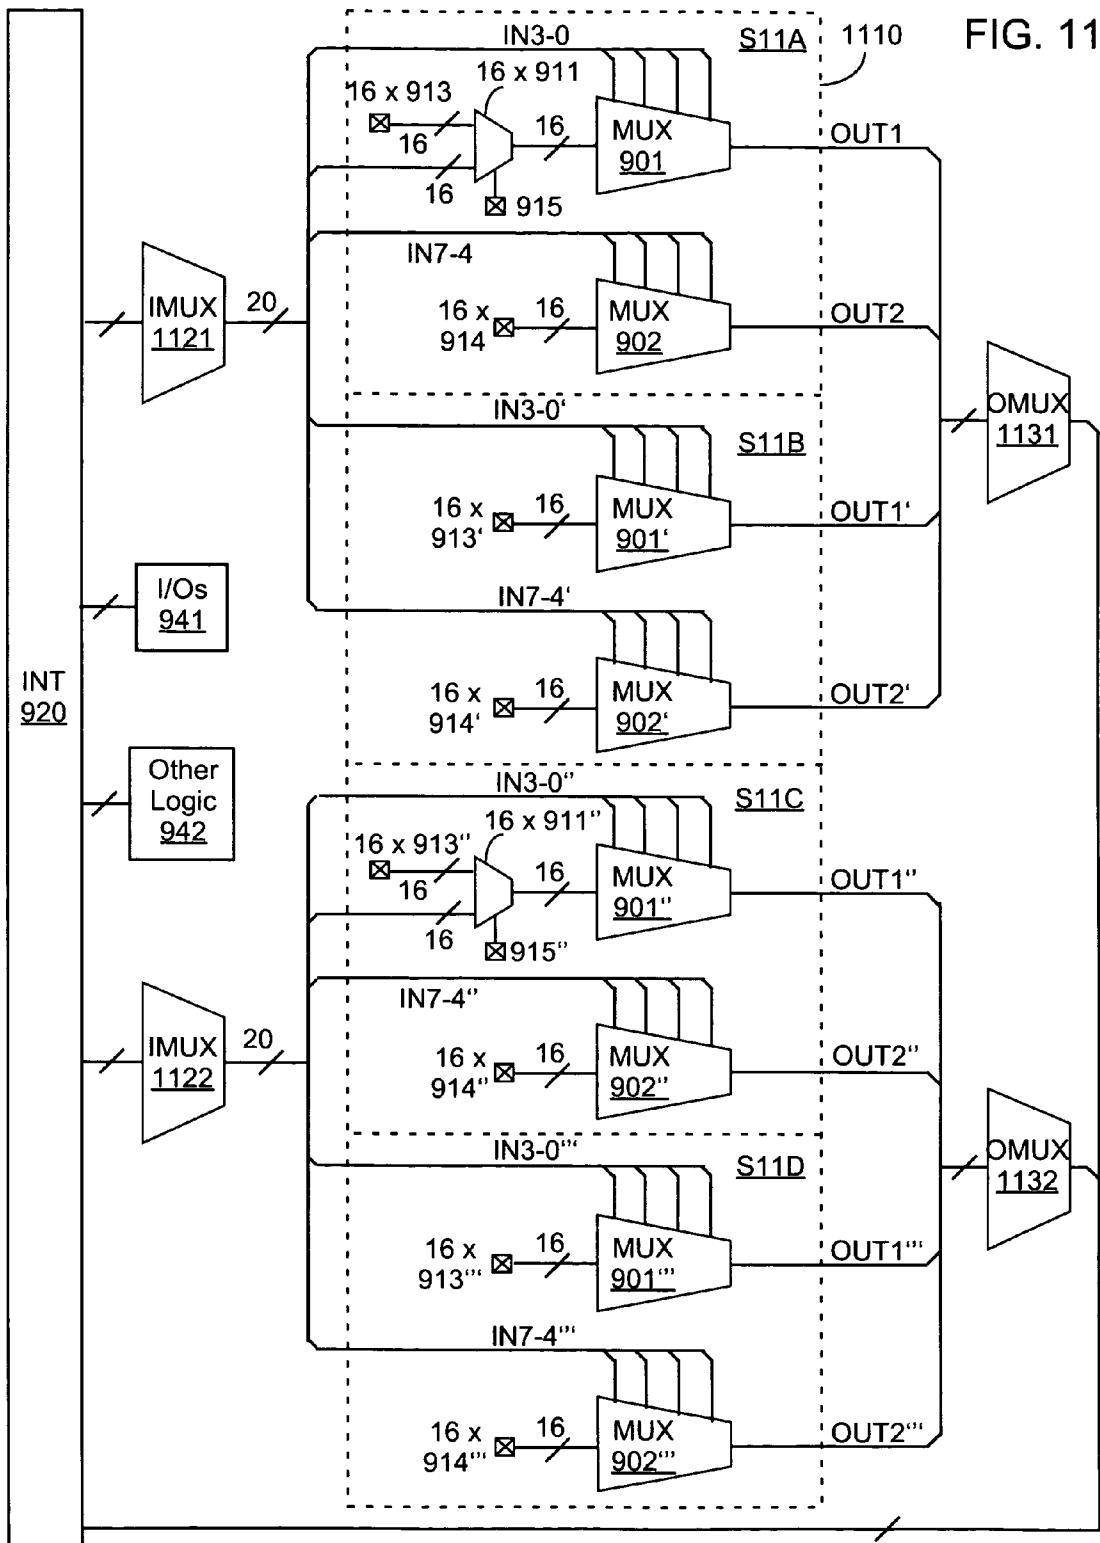 FIG. 11
IN3-0
S11A
1110
16 x 911
16 x 913
16
16
16
MUX
901
OUT1
915
IN7-4
16 x
914
16
MUX
902
OUT2
IMUX
1121
20
OMUX
1131
IN3-0'
S11B
16 x
913'
16
MUX
901'
OUT1'
I/Os
941
IN7-4'
16 x
914'
16
MUX
902'
OUT2'
INT
920
Other
Logic
942
IN3-0"
S11C
16 x 911"
16 x 913"
16
16
16
MUX
901"
OUT1"
915"
IN7-4"
16 x
914"
16
MUX
902"
OUT2"
IMUX
1122
20
OMUX
1132
IN3-0"'
S11D
16 x
913"'
16
MUX
901"'
OUT1"'
IN7-4"'
16 x
914"'
16
MUX
902"'
OUT2"'